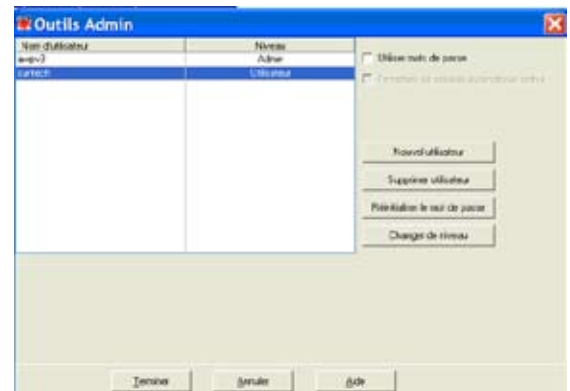 Outils Admin
Nom d'utilisateur Niveau
Admin
Utilisateur
Utiliser mots de passe
Nouvel utilisateur
Supprimer utilisateur
Réinitialiser le mot de passe
Changer de niveau
Terminer Annuler Aide